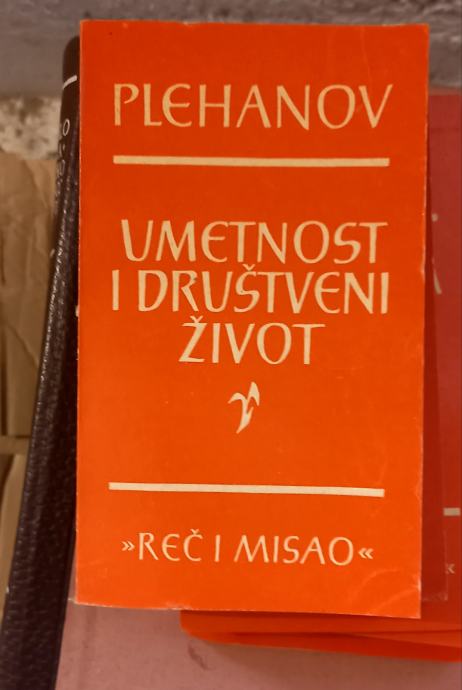 PLEHANOV
UMETNOST
I DRUŠTVENI
ŽIVOT
»REČ I MISAO«